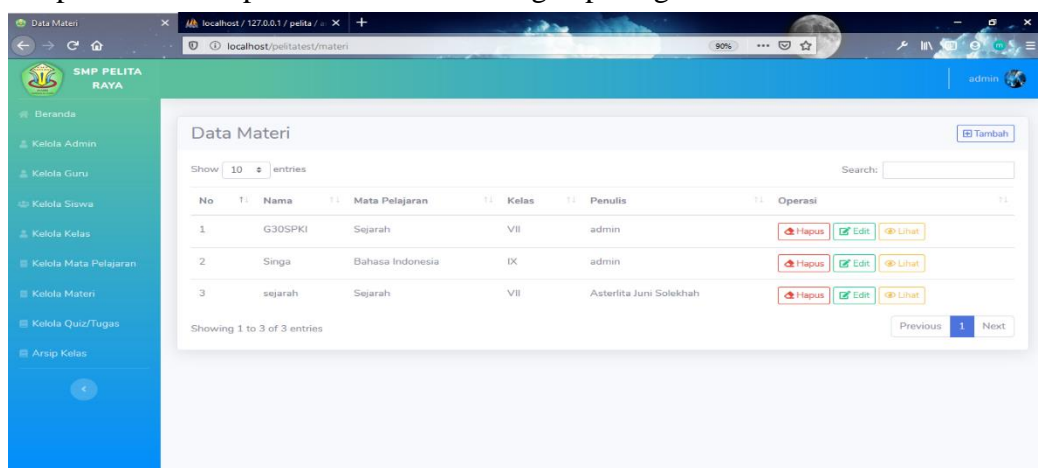 Data Materi
localhost / 127.0.0.1 / pelita /
localhost/pelitatest/materi
90%
SMP PELITA
RAYA
admin
Beranda
Kelola Admin
Kelola Guru
Kelola Siswa
Kelola Kelas
Kelola Mata Pelajaran
Kelola Materi
Kelola Quiz/Tugas
Arsip Kelas
Data Materi
Tambah
Show 10 entries
Search:
No Nama Mata Pelajaran Kelas Penulis Operasi
1 G30SPKI Sejarah VII admin Hapus Edit Lihat
2 Singa Bahasa Indonesia IX admin Hapus Edit Lihat
3 sejarah Sejarah VII Asterlita Juni Solekhah Hapus Edit Lihat
Showing 1 to 3 of 3 entries
Previous 1 Next